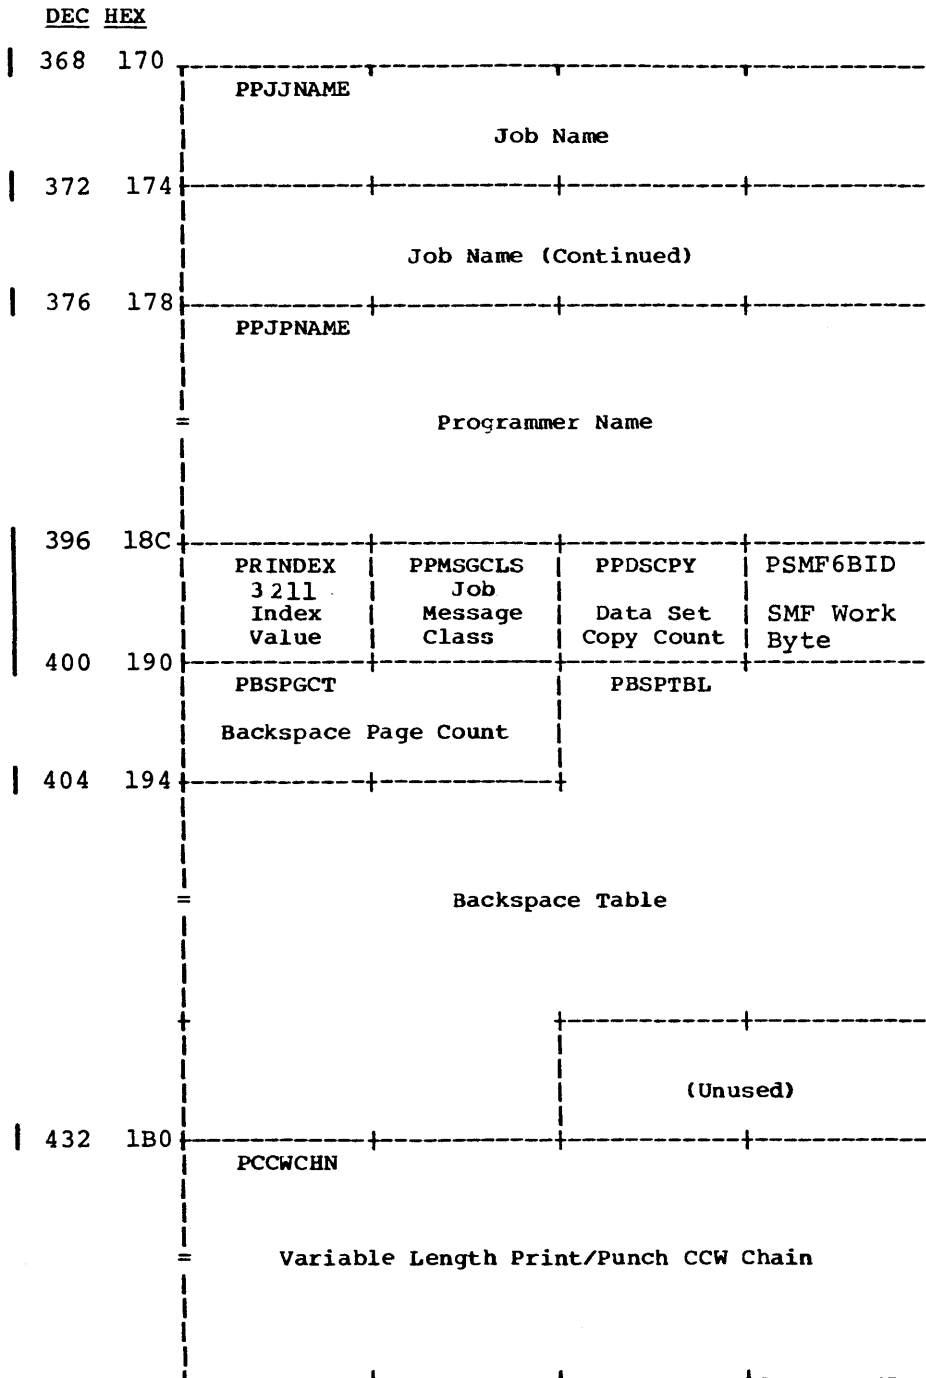 DEC HEX
368 170
PPJJNAME
Job Name
372 174
Job Name (Continued)
376 178
PPJPNAME
Programmer Name
396 18C
PRINDEX PPMSGCLS PPDSCPY PSMF6BID
3211 Job
Index Message Data Set SMF Work
Value Class Copy Count Byte
400 190
PBSPGCT PBSPTBL
Backspace Page Count
404 194
Backspace Table
(Unused)
432 1B0
PCCWCHN
Variable Length Print/Punch CCW Chain